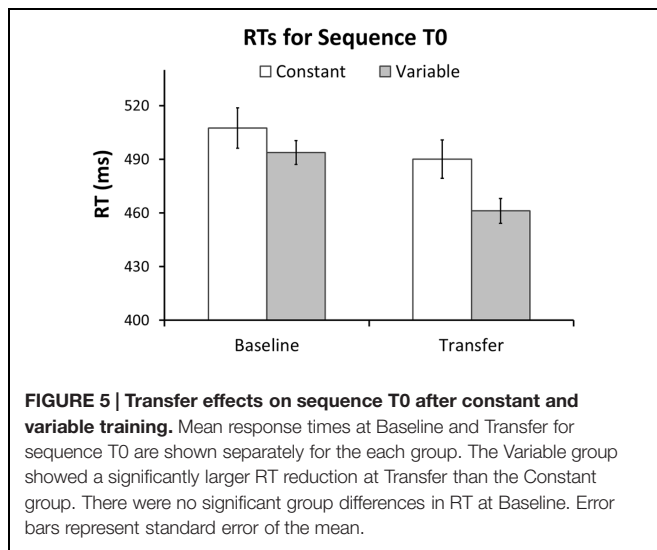 RTs for Sequence T0
Constant Variable
520
490
460
430
400
RT (ms)
Baseline Transfer
FIGURE 5 | Transfer effects on sequence T0 after constant and
variable training. Mean response times at Baseline and Transfer for
sequence T0 are shown separately for the each group. The Variable group
showed a significantly larger RT reduction at Transfer than the Constant
group. There were no significant group differences in RT at Baseline. Error
bars represent standard error of the mean.